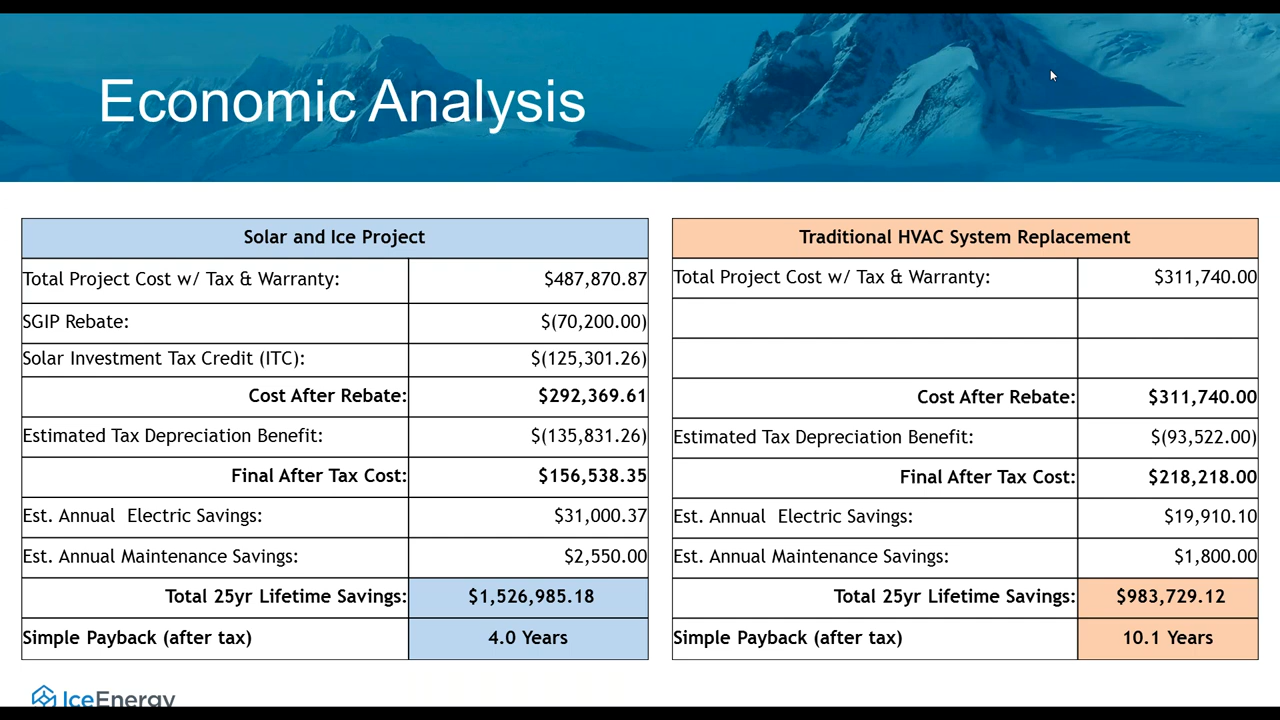 Economic Analysis
Solar and Ice Project
Total Project Cost w/ Tax & Warranty: $487,870.87
SGIP Rebate: $(70,200.00)
Solar Investment Tax Credit (ITC): $(125,301.26)
Cost After Rebate: $292,369.61
Estimated Tax Depreciation Benefit: $(135,831.26)
Final After Tax Cost: $156,538.35
Est. Annual  Electric Savings: $31,000.37
Est. Annual Maintenance Savings: $2,550.00
Total 25yr Lifetime Savings: $1,526,985.18
Simple Payback (after tax) 4.0 Years
Traditional HVAC System Replacement
Total Project Cost w/ Tax & Warranty: $311,740.00
Cost After Rebate: $311,740.00
Estimated Tax Depreciation Benefit: $(93,522.00)
Final After Tax Cost: $218,218.00
Est. Annual  Electric Savings: $19,910.10
Est. Annual Maintenance Savings: $1,800.00
Total 25yr Lifetime Savings: $983,729.12
Simple Payback (after tax) 10.1 Years
IceEnergy